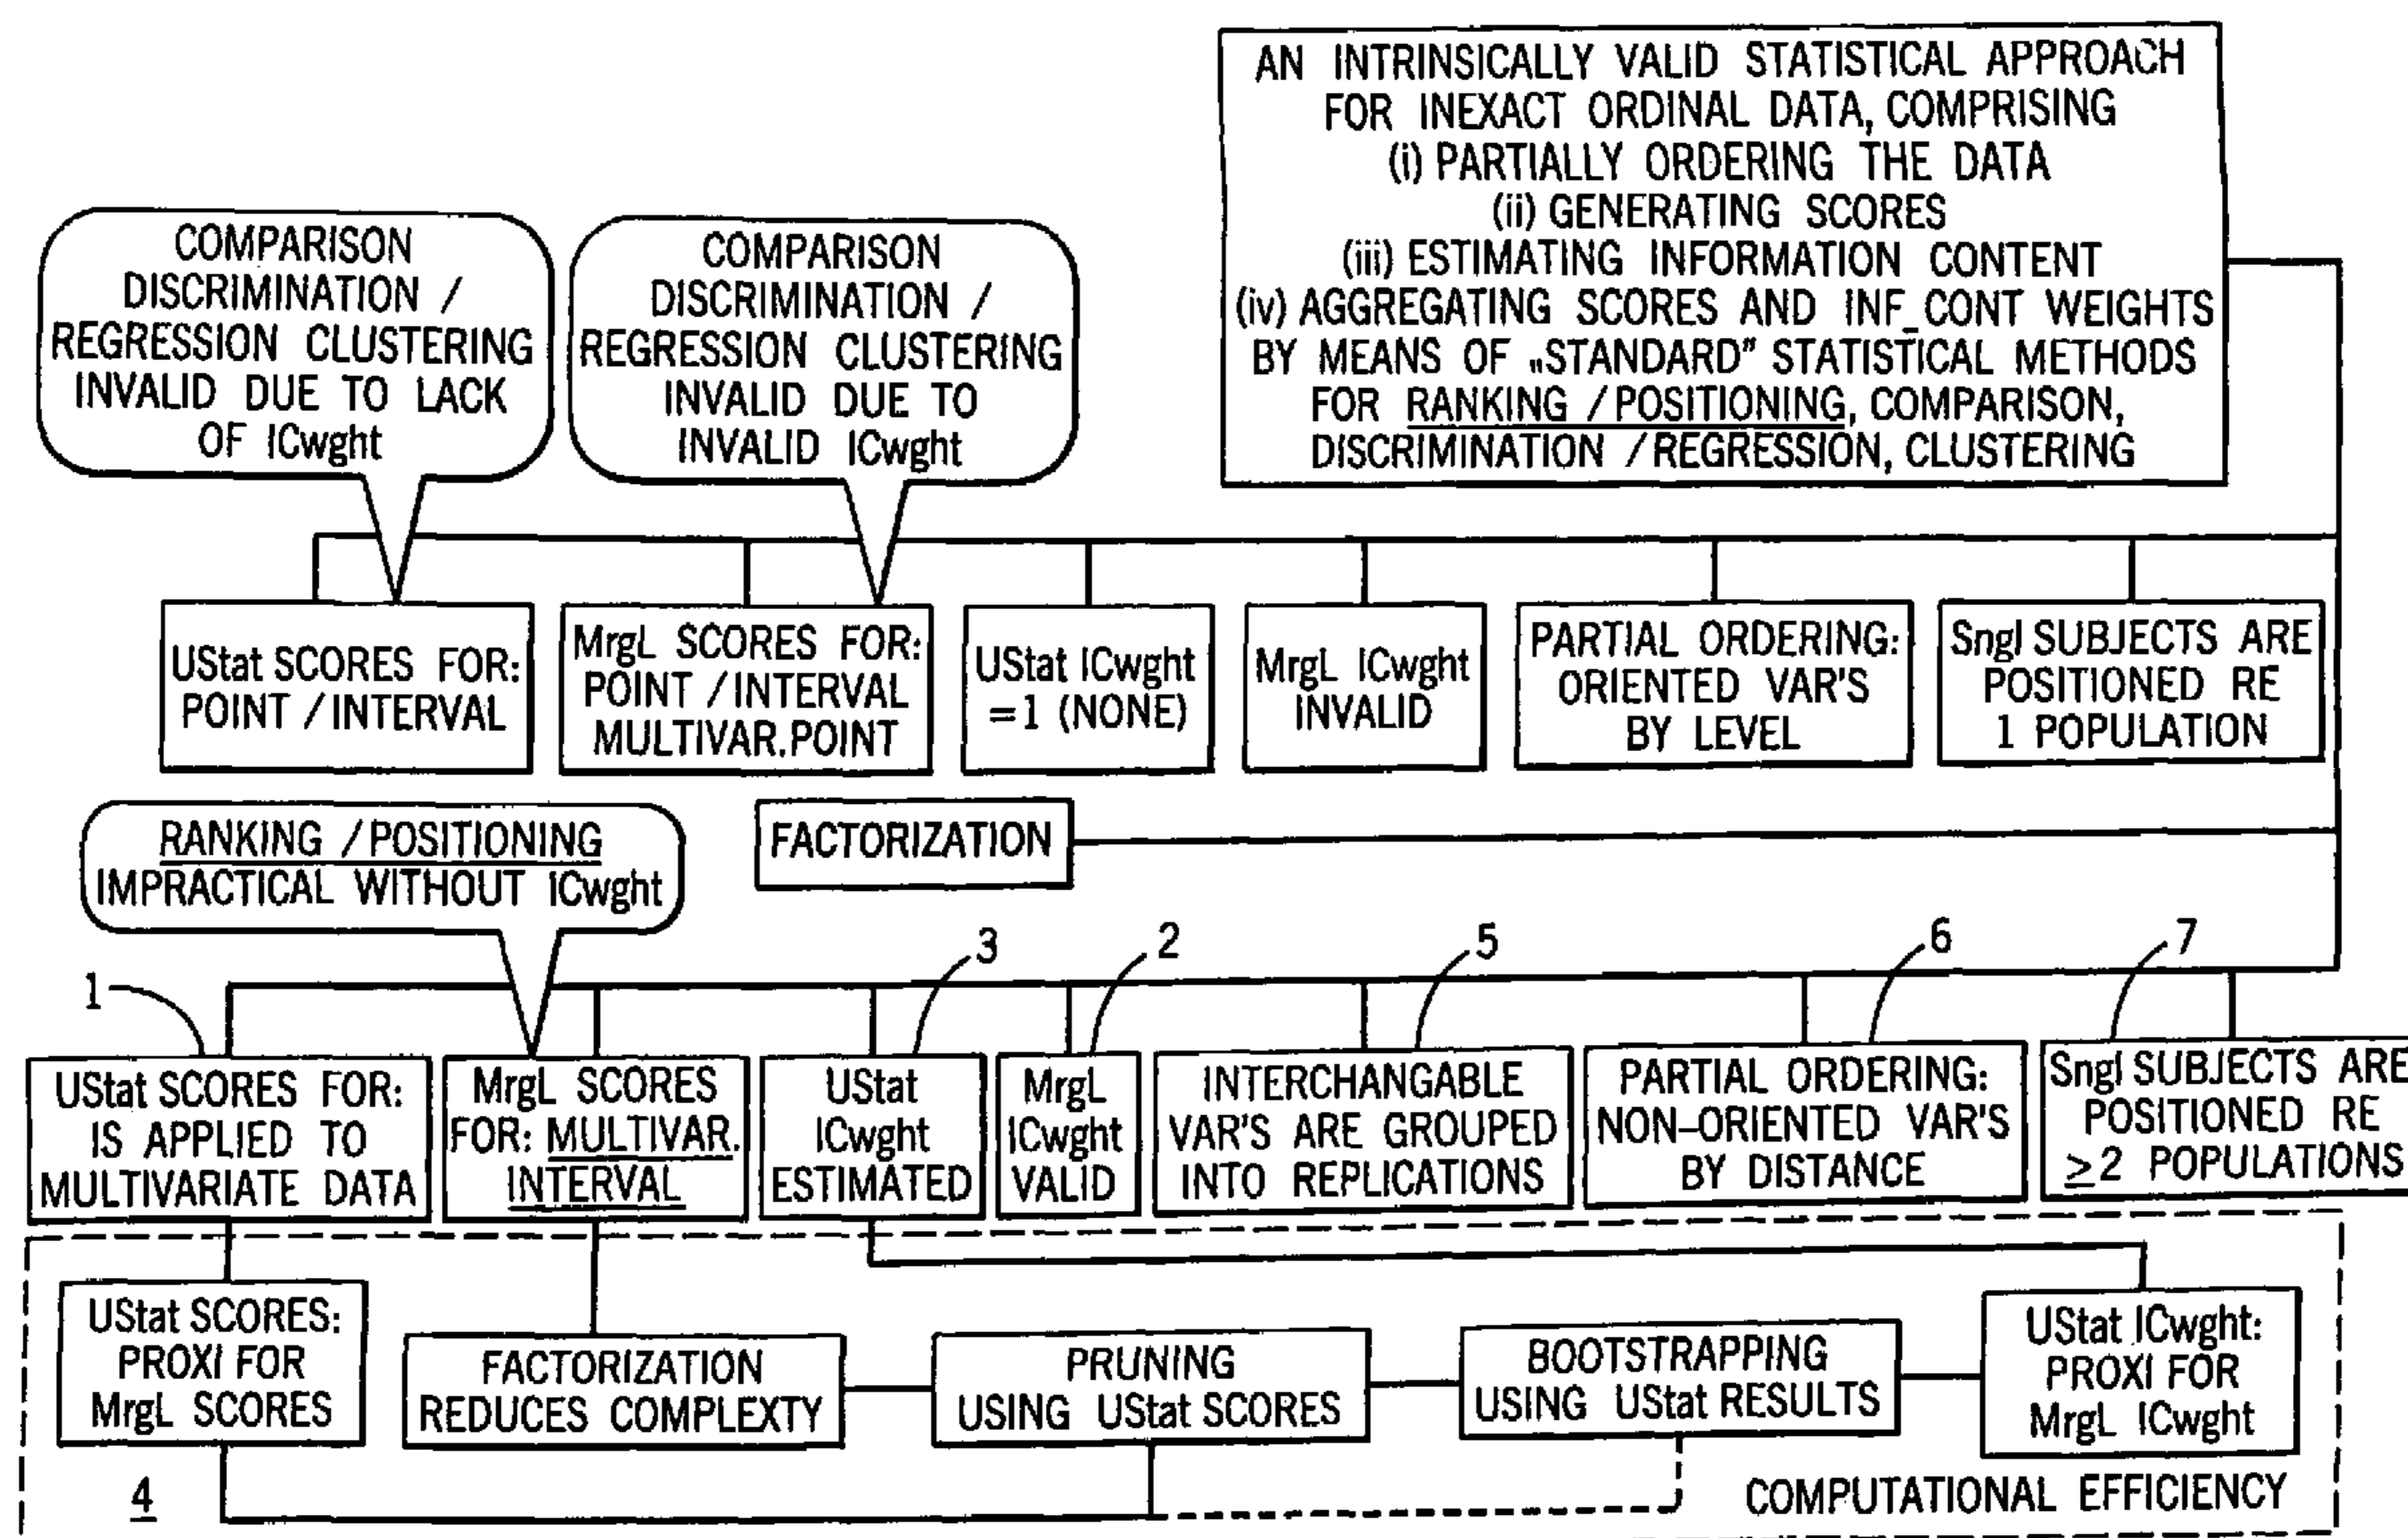 AN INTRINSICALLY VALID STATISTICAL APPROACH
FOR INEXACT ORDINAL DATA, COMPRISING
(i) PARTIALLY ORDERING THE DATA
(ii) GENERATING SCORES
(iii) ESTIMATING INFORMATION CONTENT
(iv) AGGREGATING SCORES AND INF_CONT WEIGHTS
BY MEANS OF „STANDARD” STATISTICAL METHODS
FOR RANKING / POSITIONING, COMPARISON,
DISCRIMINATION / REGRESSION, CLUSTERING
COMPARISON
DISCRIMINATION /
REGRESSION CLUSTERING
INVALID DUE TO LACK
OF ICwght
COMPARISON
DISCRIMINATION /
REGRESSION CLUSTERING
INVALID DUE TO
INVALID ICwght
UStat SCORES FOR:
POINT / INTERVAL
MrgL SCORES FOR:
POINT / INTERVAL
MULTIVAR.POINT
UStat ICwght
=1 (NONE)
MrgL ICwght
INVALID
PARTIAL ORDERING:
ORIENTED VAR'S
BY LEVEL
Sngl SUBJECTS ARE
POSITIONED RE
1 POPULATION
RANKING / POSITIONING
IMPRACTICAL WITHOUT ICwght
FACTORIZATION
1
3
2
5
6
7
UStat SCORES FOR:
IS APPLIED TO
MULTIVARIATE DATA
MrgL SCORES
FOR: MULTIVAR.
INTERVAL
UStat
ICwght
ESTIMATED
MrgL
ICwght
VALID
INTERCHANGABLE
VAR'S ARE GROUPED
INTO REPLICATIONS
PARTIAL ORDERING:
NON-ORIENTED VAR'S
BY DISTANCE
Sngl SUBJECTS ARE
POSITIONED RE
≥2 POPULATIONS
UStat SCORES:
PROXI FOR
MrgL SCORES
FACTORIZATION
REDUCES COMPLEXTY
PRUNING
USING UStat SCORES
BOOTSTRAPPING
USING UStat RESULTS
UStat ICwght:
PROXI FOR
MrgL ICwght
4
COMPUTATIONAL EFFICIENCY